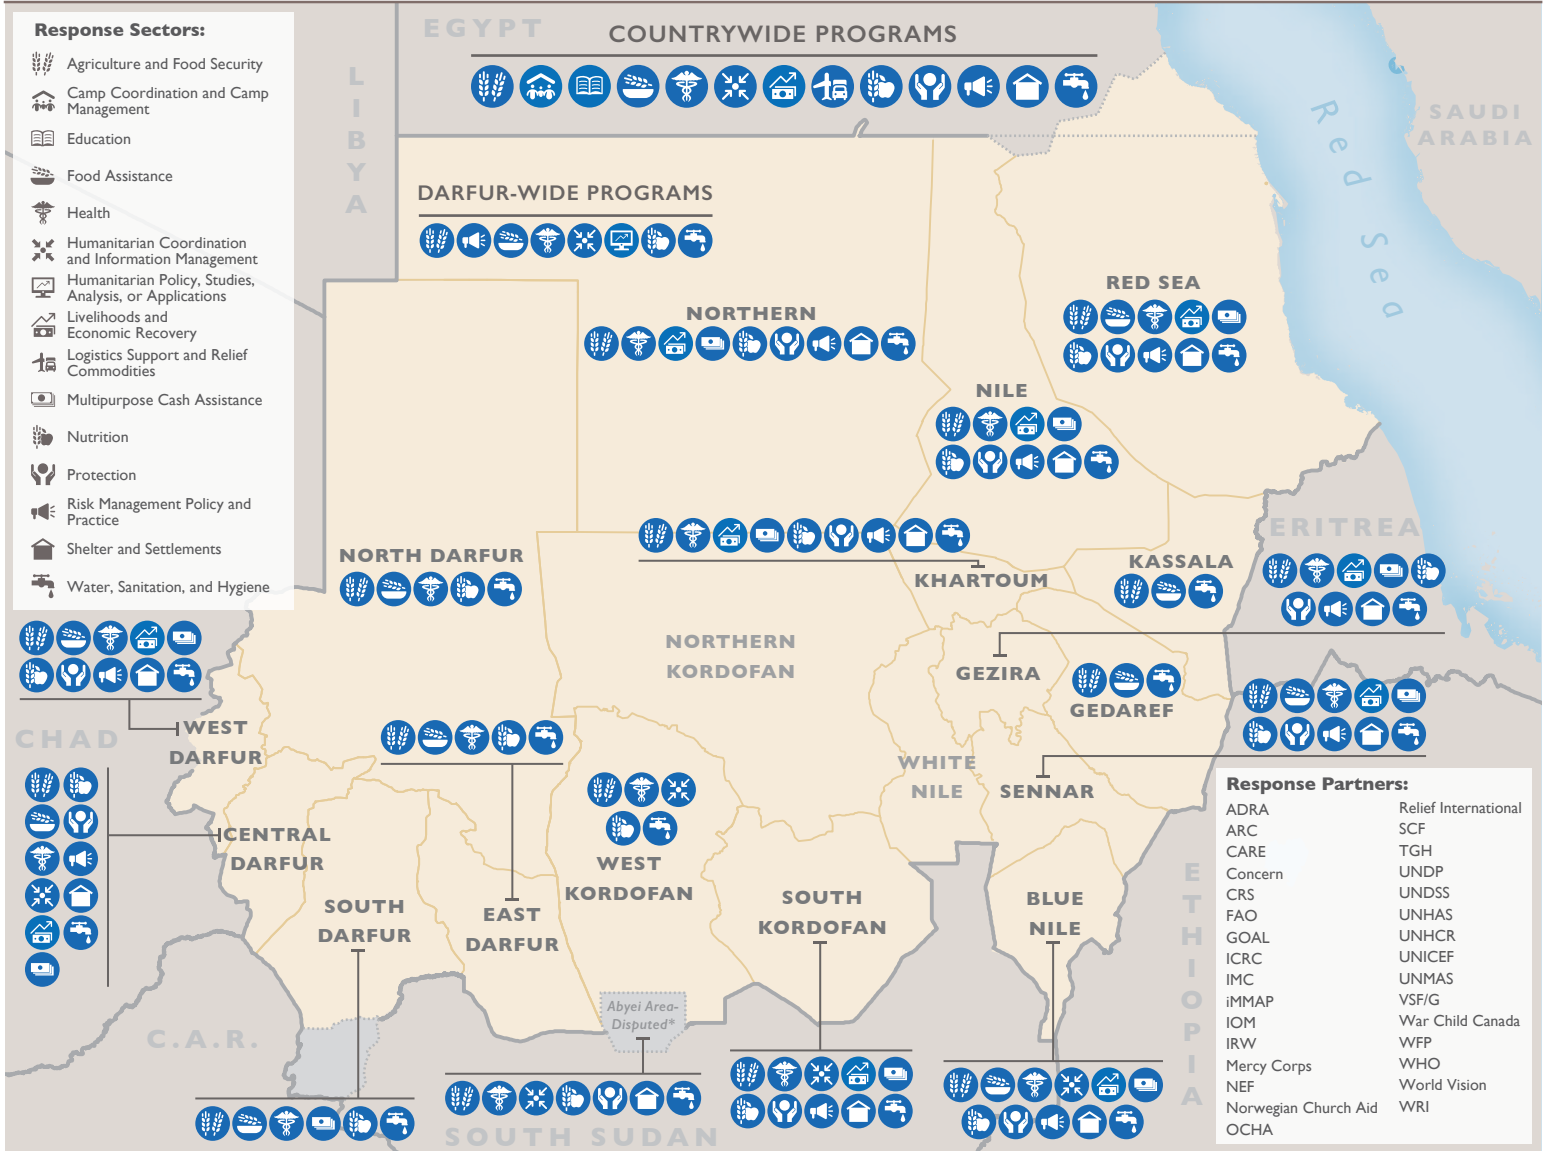 Response Sectors:
Agriculture and Food Security
Camp Coordination and Camp
Management
Education
Food Assistance
Health
Humanitarian Coordination
and Information Management
Humanitarian Policy, Studies,
Analysis, or Applications
Livelihoods and
Economic Recovery
Logistics Support and Relief
Commodities
Multipurpose Cash Assistance
Nutrition
Protection
Risk Management Policy and
Practice
Shelter and Settlements
Water, Sanitation, and Hygiene
EGYPT
COUNTRYWIDE PROGRAMS
LIBYA
SAUDI
ARABIA
Red Sea
DARFUR-WIDE PROGRAMS
RED SEA
NORTHERN
NILE
ERITREA
NORTH DARFUR
KHARTOUM
KASSALA
NORTHERN
KORDOFAN
GEZIRA
GEDAREF
CHAD
WEST
DARFUR
WHITE
NILE
SENNAR
CENTRAL
DARFUR
WEST
KORDOFAN
SOUTH
DARFUR
EAST
DARFUR
SOUTH
KORDOFAN
BLUE
NILE
ETHIOPIA
C.A.R.
Abyei Area-
Disputed*
SOUTH SUDAN
Response Partners:
ADRA
ARC
CARE
Concern
CRS
FAO
GOAL
ICRC
IMC
iMMAP
IOM
IRW
Mercy Corps
NEF
Norwegian Church Aid
OCHA
Relief International
SCF
TGH
UNDP
UNDSS
UNHAS
UNHCR
UNICEF
UNMAS
VSF/G
War Child Canada
WFP
WHO
World Vision
WRI